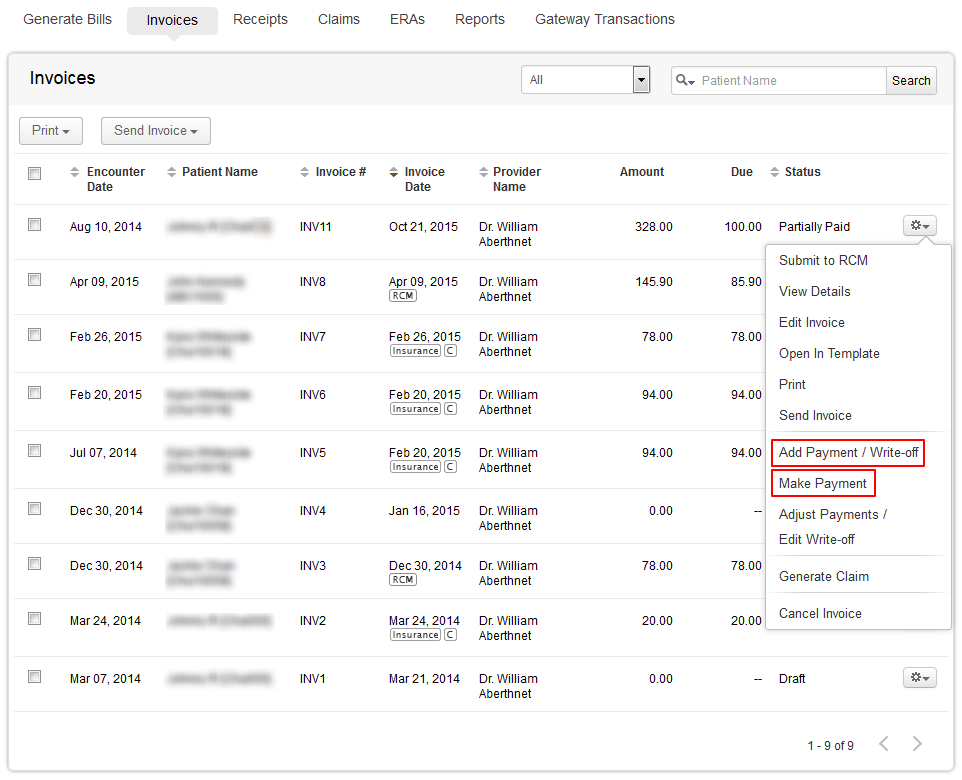 Generate Bills Invoices Receipts Claims ERAs Reports Gateway Transactions
Invoices
All
Patient Name
Search
Print
Send Invoice
Encounter Date Patient Name Invoice # Invoice Date Provider Name Amount Due Status
Aug 10, 2014 INV11 Oct 21, 2015 Dr. William 328.00 100.00 Partially Paid
Aberthnet
Apr 09, 2015 INV8 Apr 09, 2015 Dr. William 145.90 85.90
RCM Aberthnet
Feb 26, 2015 INV7 Feb 26, 2015 Dr. William 78.00 78.00
Insurance C Aberthnet
Feb 20, 2015 INV6 Feb 20, 2015 Dr. William 94.00 94.00
Insurance C Aberthnet
Jul 07, 2014 INV5 Feb 20, 2015 Dr. William 94.00 94.00
Insurance C Aberthnet
Dec 30, 2014 INV4 Jan 16, 2015 Dr. William 0.00 --
Aberthnet
Dec 30, 2014 INV3 Dec 30, 2014 Dr. William 78.00 78.00
RCM Aberthnet
Mar 24, 2014 INV2 Mar 24, 2014 Dr. William 20.00 20.00
Insurance C Aberthnet
Mar 07, 2014 INV1 Mar 21, 2014 Dr. William 0.00 -- Draft
Aberthnet
Submit to RCM
View Details
Edit Invoice
Open In Template
Print
Send Invoice
Add Payment / Write-off
Make Payment
Adjust Payments /
Edit Write-off
Generate Claim
Cancel Invoice
1 - 9 of 9